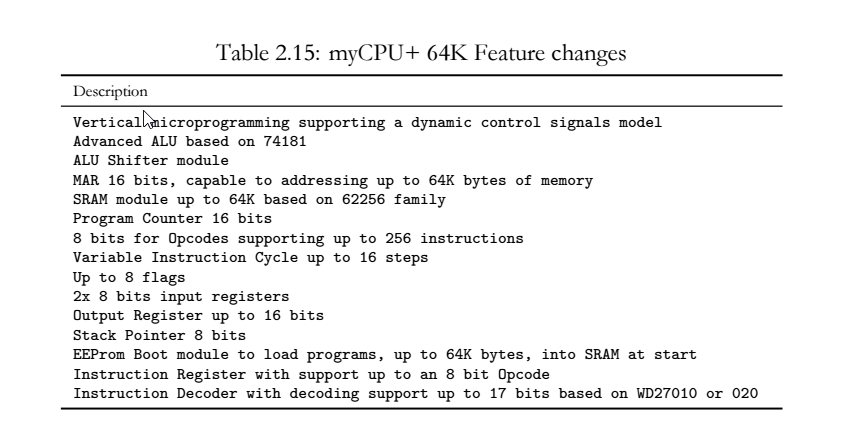 Table 2.15: myCPU+ 64K Feature changes
Description
Vertical microprogramming supporting a dynamic control signals model
Advanced ALU based on 74181
ALU Shifter module
MAR 16 bits, capable to addressing up to 64K bytes of memory
SRAM module up to 64K based on 62256 family
Program Counter 16 bits
8 bits for Opcodes supporting up to 256 instructions
Variable Instruction Cycle up to 16 steps
Up to 8 flags
2x 8 bits input registers
Output Register up to 16 bits
Stack Pointer 8 bits
EEProm Boot module to load programs, up to 64K bytes, into SRAM at start
Instruction Register with support up to an 8 bit Opcode
Instruction Decoder with decoding support up to 17 bits based on WD27010 or 020